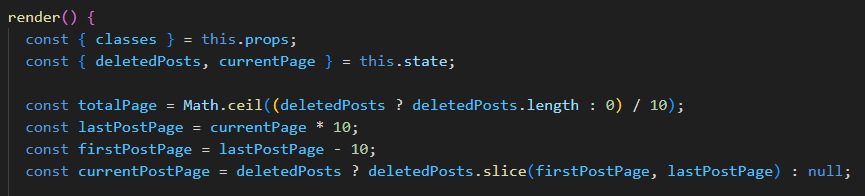 render() {
const { classes } = this.props;
const { deletedPosts, currentPage } = this.state;
const totalPage = Math.ceil((deletedPosts ? deletedPosts.length : 0) / 10);
const lastPostPage = currentPage * 10;
const firstPostPage = lastPostPage - 10;
const currentPostPage = deletedPosts ? deletedPosts.slice(firstPostPage, lastPostPage) : null;